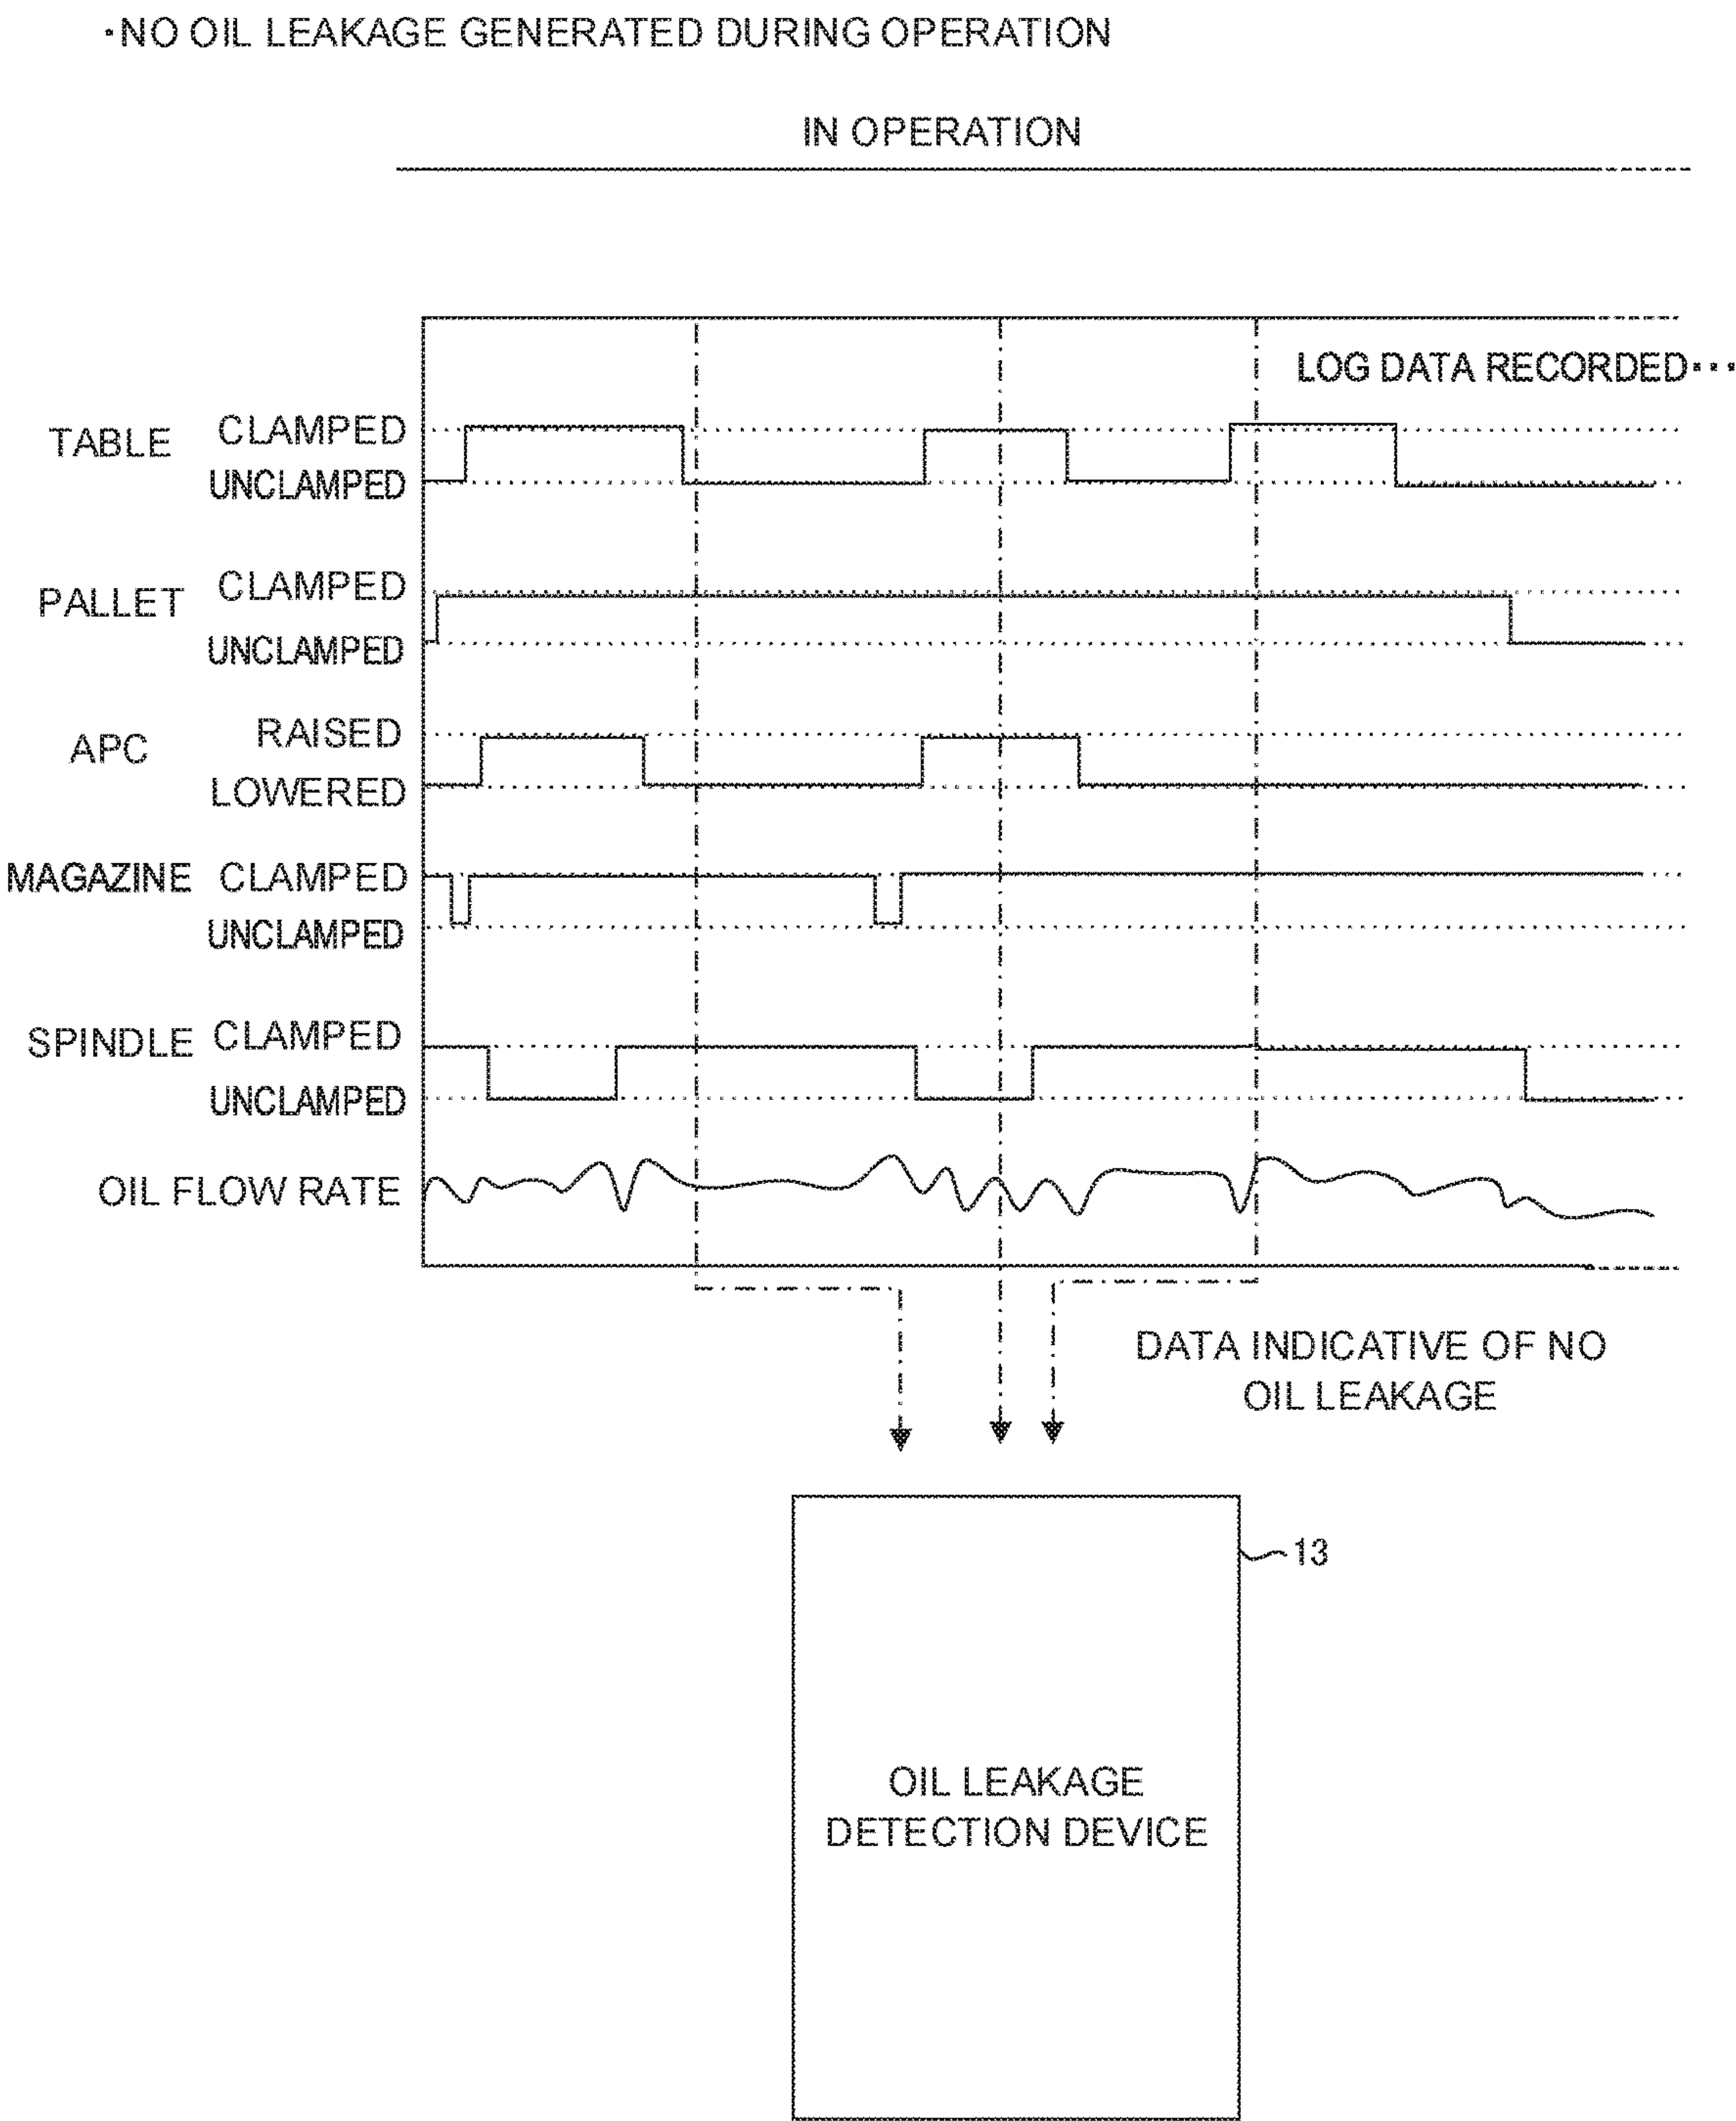 ·NO OIL LEAKAGE GENERATED DURING OPERATION
IN OPERATION
LOG DATA RECORDED···
TABLE
CLAMPED
UNCLAMPED
PALLET
CLAMPED
UNCLAMPED
APC
RAISED
LOWERED
MAGAZINE
CLAMPED
UNCLAMPED
SPINDLE
CLAMPED
UNCLAMPED
OIL FLOW RATE
DATA INDICATIVE OF NO
OIL LEAKAGE
13
OIL LEAKAGE
DETECTION DEVICE